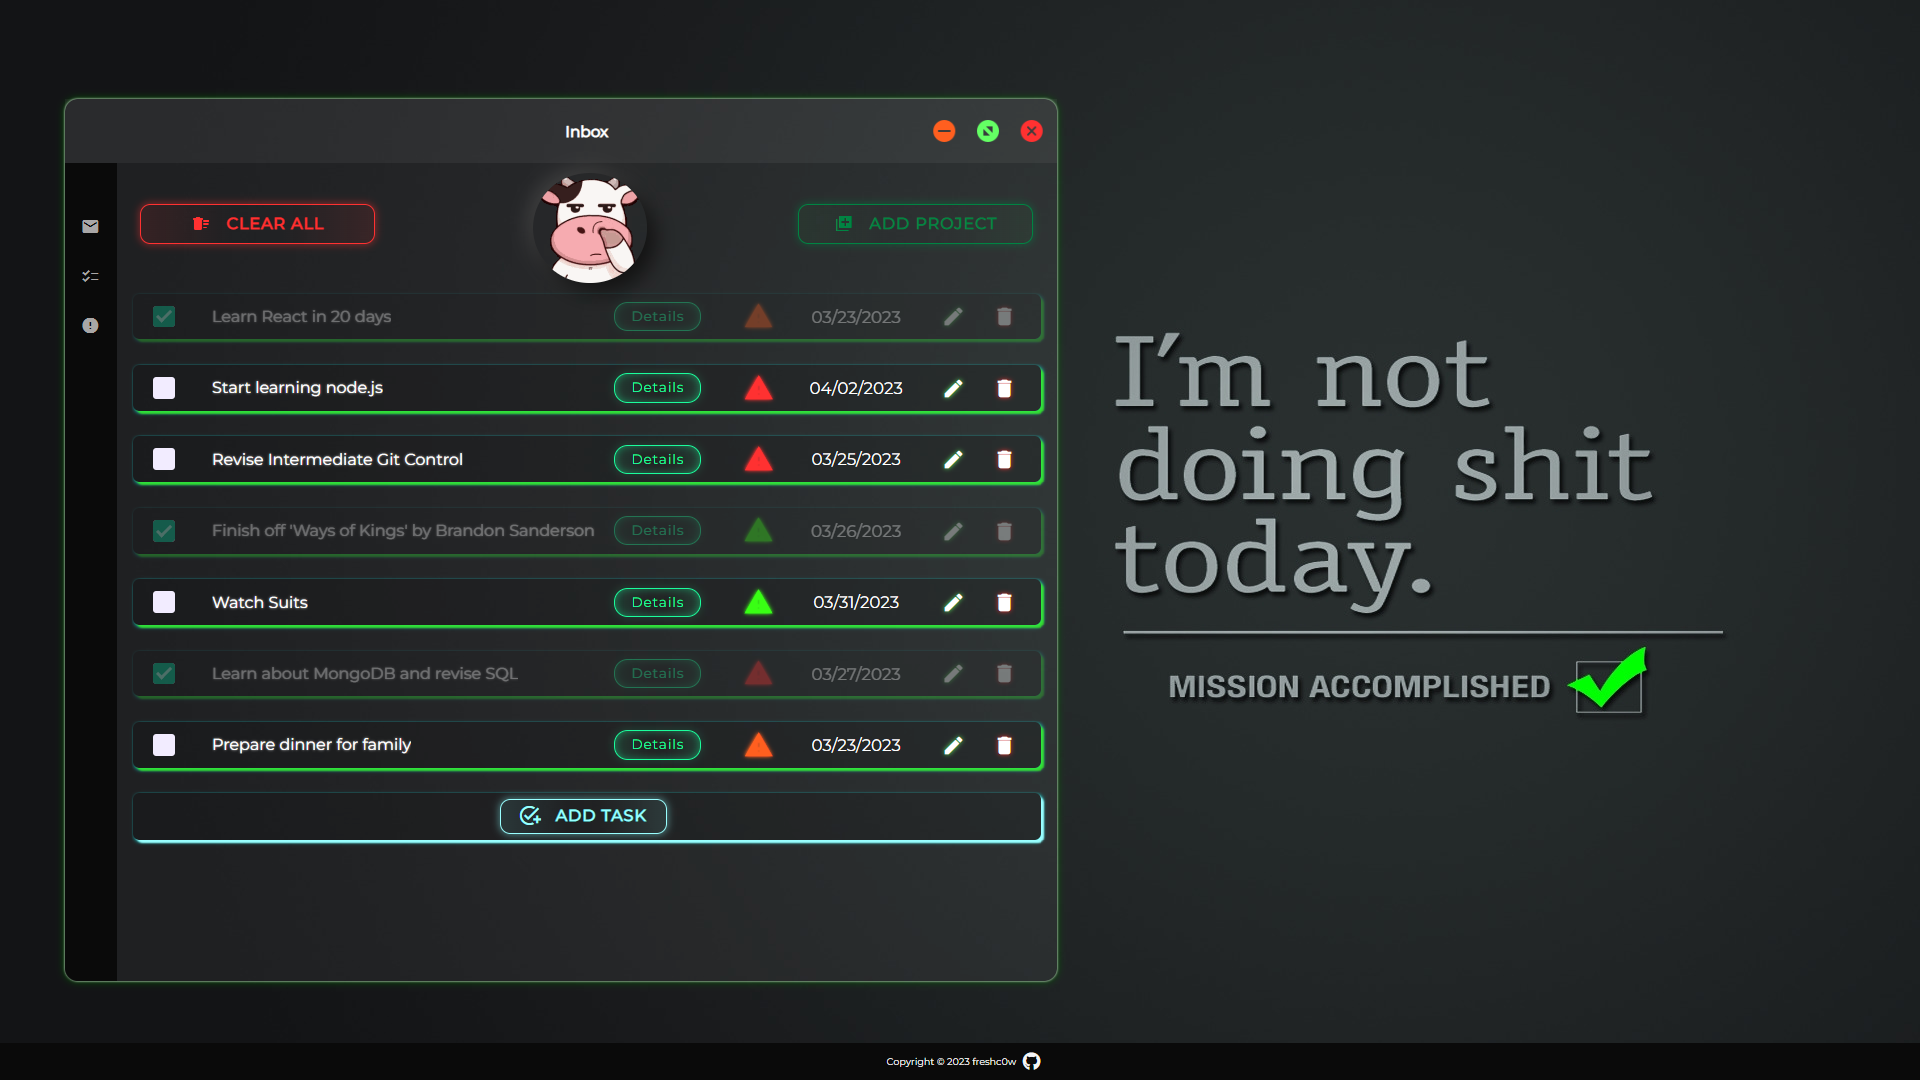 Inbox
CLEAR ALL
ADD PROJECT
Learn React in 20 days Details 03/23/2023
Start learning node.js Details 04/02/2023
Revise Intermediate Git Control Details 03/25/2023
Finish off 'Ways of Kings' by Brandon Sanderson Details 03/26/2023
Watch Suits Details 03/31/2023
Learn about MongoDB and revise SQL Details 03/27/2023
Prepare dinner for family Details 03/23/2023
ADD TASK
I'm not
doing shit
today.
MISSION ACCOMPLISHED
Copyright © 2023 freshc0w